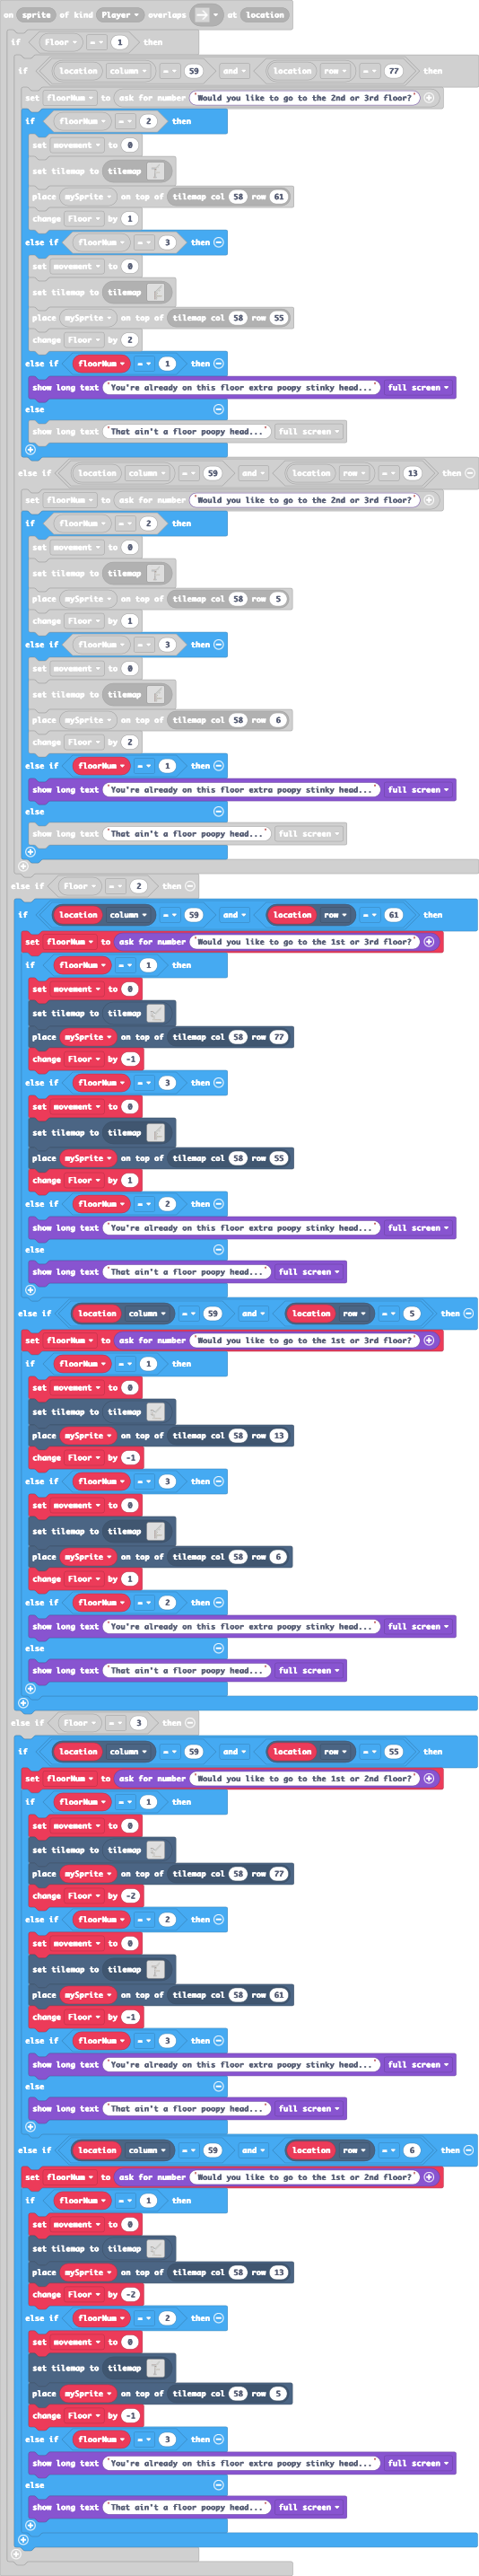 on sprite of kind Player overlaps at location
if Floor = 1 then
if location column = 59 and location row = 77 then
set floorNum to ask for number "Would you like to go to the 2nd or 3rd floor?"
if floorNum = 2 then
set movement to 0
set tilemap to tilemap
place mySprite on top of tilemap col 58 row 61
change Floor by 1
else if floorNum = 3 then
set movement to 0
set tilemap to tilemap
place mySprite on top of tilemap col 58 row 55
change Floor by 2
else if floorNum = 1 then
show long text "You're already on this floor extra poopy stinky head..." full screen
else
show long text "That ain't a floor poopy head..." full screen
else if location column = 59 and location row = 13 then
set floorNum to ask for number "Would you like to go to the 2nd or 3rd floor?"
if floorNum = 2 then
set movement to 0
set tilemap to tilemap
place mySprite on top of tilemap col 58 row 5
change Floor by 1
else if floorNum = 3 then
set movement to 0
set tilemap to tilemap
place mySprite on top of tilemap col 58 row 6
change Floor by 2
else if floorNum = 1 then
show long text "You're already on this floor extra poopy stinky head..." full screen
else
show long text "That ain't a floor poopy head..." full screen
else if Floor = 2 then
if location column = 59 and location row = 61 then
set floorNum to ask for number "Would you like to go to the 1st or 3rd floor?"
if floorNum = 1 then
set movement to 0
set tilemap to tilemap
place mySprite on top of tilemap col 58 row 77
change Floor by -1
else if floorNum = 3 then
set movement to 0
set tilemap to tilemap
place mySprite on top of tilemap col 58 row 55
change Floor by 1
else if floorNum = 2 then
show long text "You're already on this floor extra poopy stinky head..." full screen
else
show long text "That ain't a floor poopy head..." full screen
else if location column = 59 and location row = 5 then
set floorNum to ask for number "Would you like to go to the 1st or 3rd floor?"
if floorNum = 1 then
set movement to 0
set tilemap to tilemap
place mySprite on top of tilemap col 58 row 13
change Floor by -1
else if floorNum = 3 then
set movement to 0
set tilemap to tilemap
place mySprite on top of tilemap col 58 row 6
change Floor by 1
else if floorNum = 2 then
show long text "You're already on this floor extra poopy stinky head..." full screen
else
show long text "That ain't a floor poopy head..." full screen
else if Floor = 3 then
if location column = 59 and location row = 55 then
set floorNum to ask for number "Would you like to go to the 1st or 2nd floor?"
if floorNum = 1 then
set movement to 0
set tilemap to tilemap
place mySprite on top of tilemap col 58 row 77
change Floor by -2
else if floorNum = 2 then
set movement to 0
set tilemap to tilemap
place mySprite on top of tilemap col 58 row 61
change Floor by -1
else if floorNum = 3 then
show long text "You're already on this floor extra poopy stinky head..." full screen
else
show long text "That ain't a floor poopy head..." full screen
else if location column = 59 and location row = 6 then
set floorNum to ask for number "Would you like to go to the 1st or 2nd floor?"
if floorNum = 1 then
set movement to 0
set tilemap to tilemap
place mySprite on top of tilemap col 58 row 13
change Floor by -2
else if floorNum = 2 then
set movement to 0
set tilemap to tilemap
place mySprite on top of tilemap col 58 row 5
change Floor by -1
else if floorNum = 3 then
show long text "You're already on this floor extra poopy stinky head..." full screen
else
show long text "That ain't a floor poopy head..." full screen